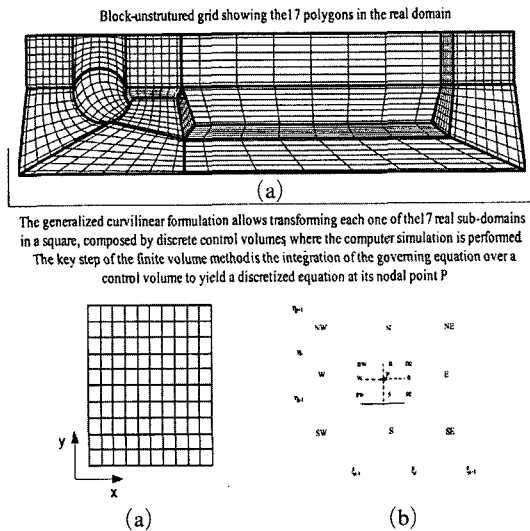 Block-unstrutured grid showing the17 polygons in the real domain
(a)
The generalized curvilinear formulation allows transforming each one of the17 real sub-domains
in a square, composed by discrete control volumes, where the computer simulation is performed
The key step of the finite volume method is the integration of the governing equation over a
control volume to yield a discretized equation at its nodal point P
NW N NE
nw n ne
P
W w e E
s se
SW S SE
y
x
(a) (b)